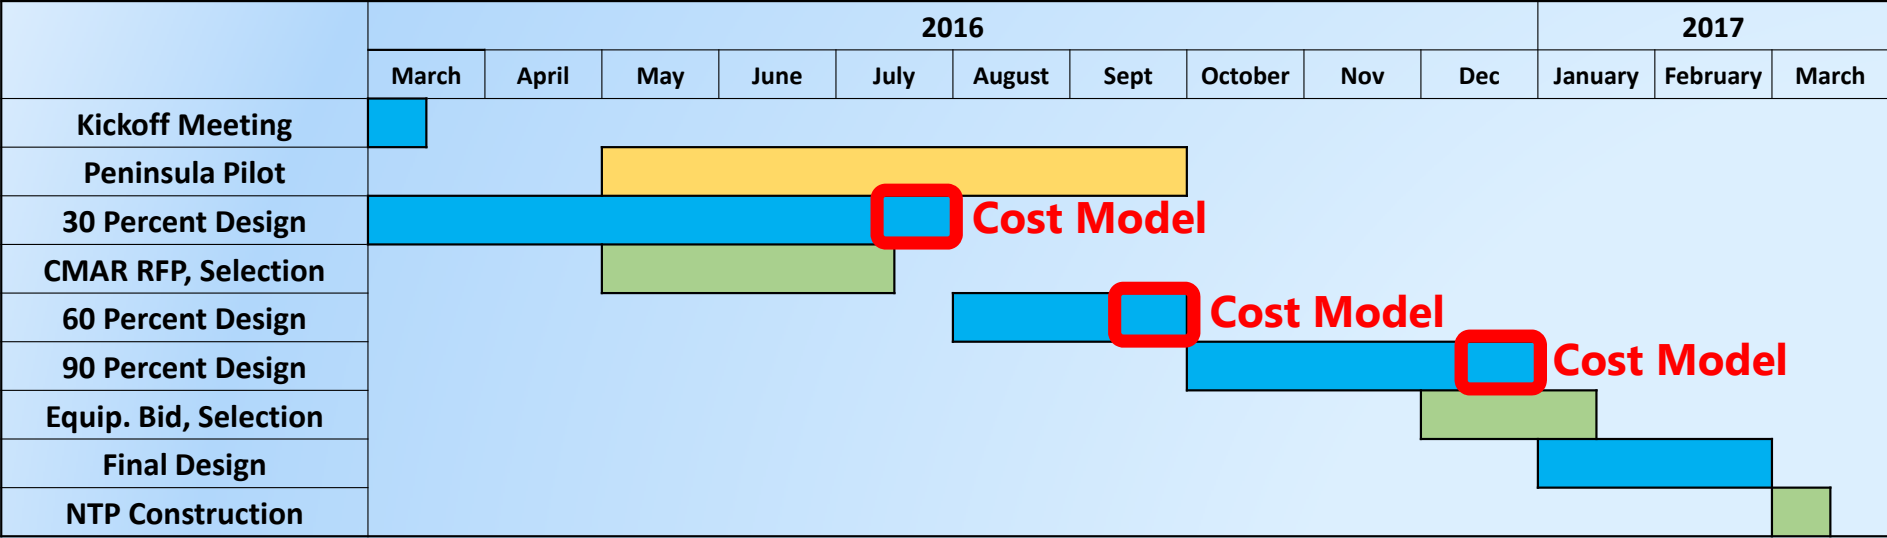 2016 2017
March April May June July August Sept October Nov Dec January February March
Kickoff Meeting
Peninsula Pilot
30 Percent Design Cost Model
CMAR RFP, Selection
60 Percent Design Cost Model
90 Percent Design Cost Model
Equip. Bid, Selection
Final Design
NTP Construction